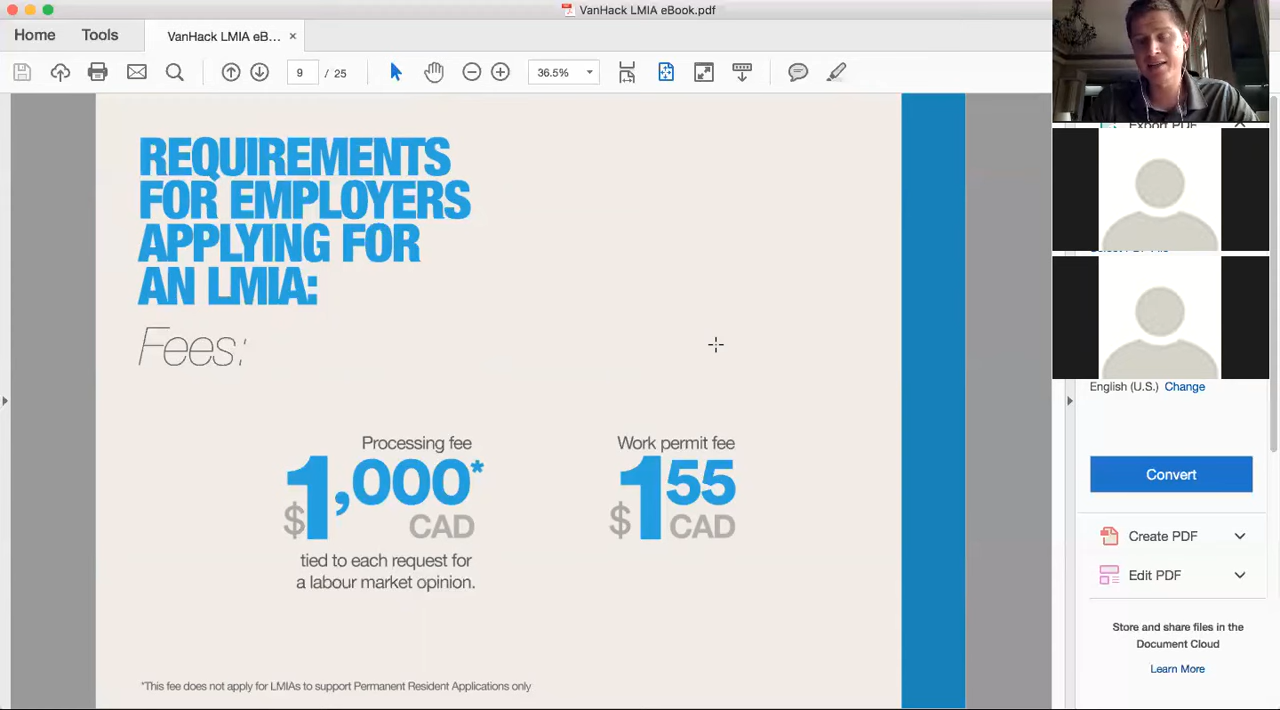 VanHack LMIA eBook.pdf
Home
Tools
VanHack LMIA eB... ×
9 / 25
36.5%
REQUIREMENTS
FOR EMPLOYERS
APPLYING FOR
AN LMIA:
Fees:
Processing fee
$1,000*
CAD
tied to each request for
a labour market opinion.
Work permit fee
$155
CAD
*This fee does not apply for LMIAs to support Permanent Resident Applications only
Export PDF
English (U.S.) Change
Convert
Create PDF
Edit PDF
Store and share files in the
Document Cloud
Learn More